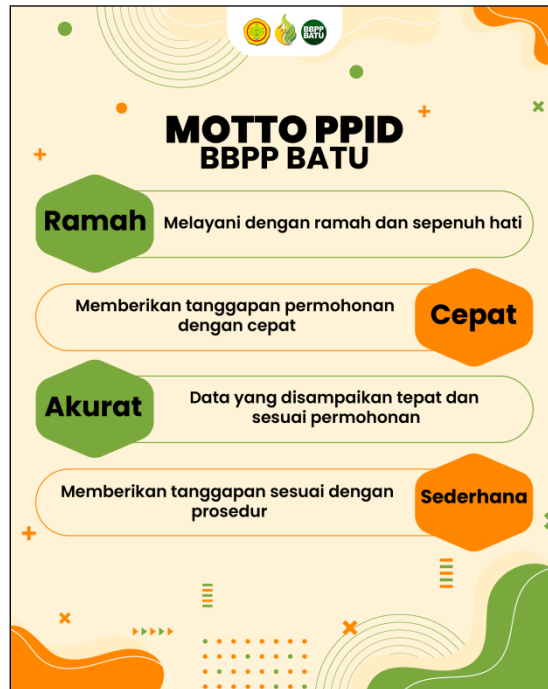 BBPP
BATU
MOTTO PPID
BBPP BATU
Ramah
Melayani dengan ramah dan sepenuh hati
Memberikan tanggapan permohonan
dengan cepat
Cepat
Akurat
Data yang disampaikan tepat dan
sesuai permohonan
Memberikan tanggapan sesuai dengan
prosedur
Sederhana